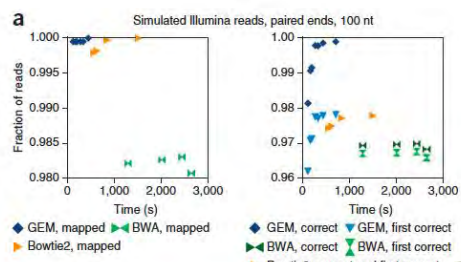 a
Simulated Illumina reads, paired ends, 100 nt
Fraction of reads
1.000
0.995
0.990
0.985
0.980
0
1,000
2,000
3,000
Time (s)
1.00
0.99
0.98
0.97
0.96
0
1,000
2,000
3,000
Time (s)
GEM, mapped
BWA, mapped
Bowtie2, mapped
GEM, correct
GEM, first correct
BWA, correct
BWA, first correct